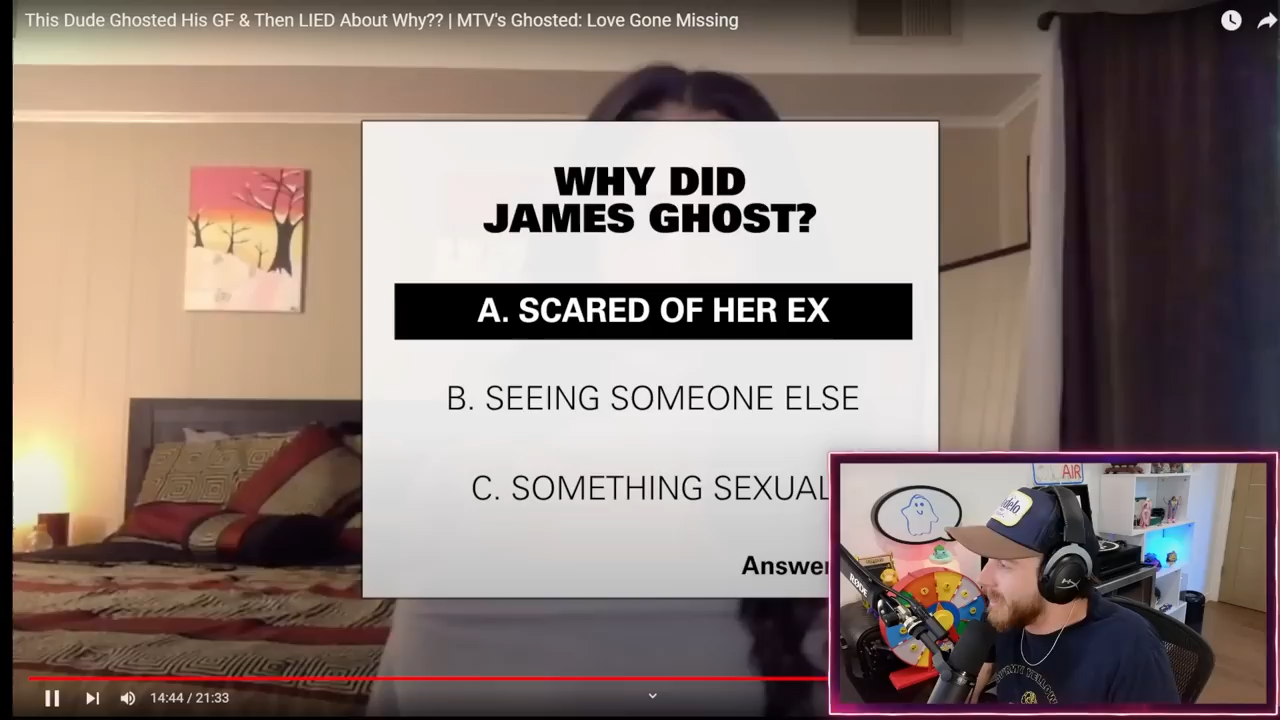 This Dude Ghosted His GF & Then LIED About Why?? | MTV's Ghosted: Love Gone Missing
WHY DID
JAMES GHOST?
A. SCARED OF HER EX
B. SEEING SOMEONE ELSE
C. SOMETHING SEXUAL
Answer
AIR
RØDE
14:44 / 21:33